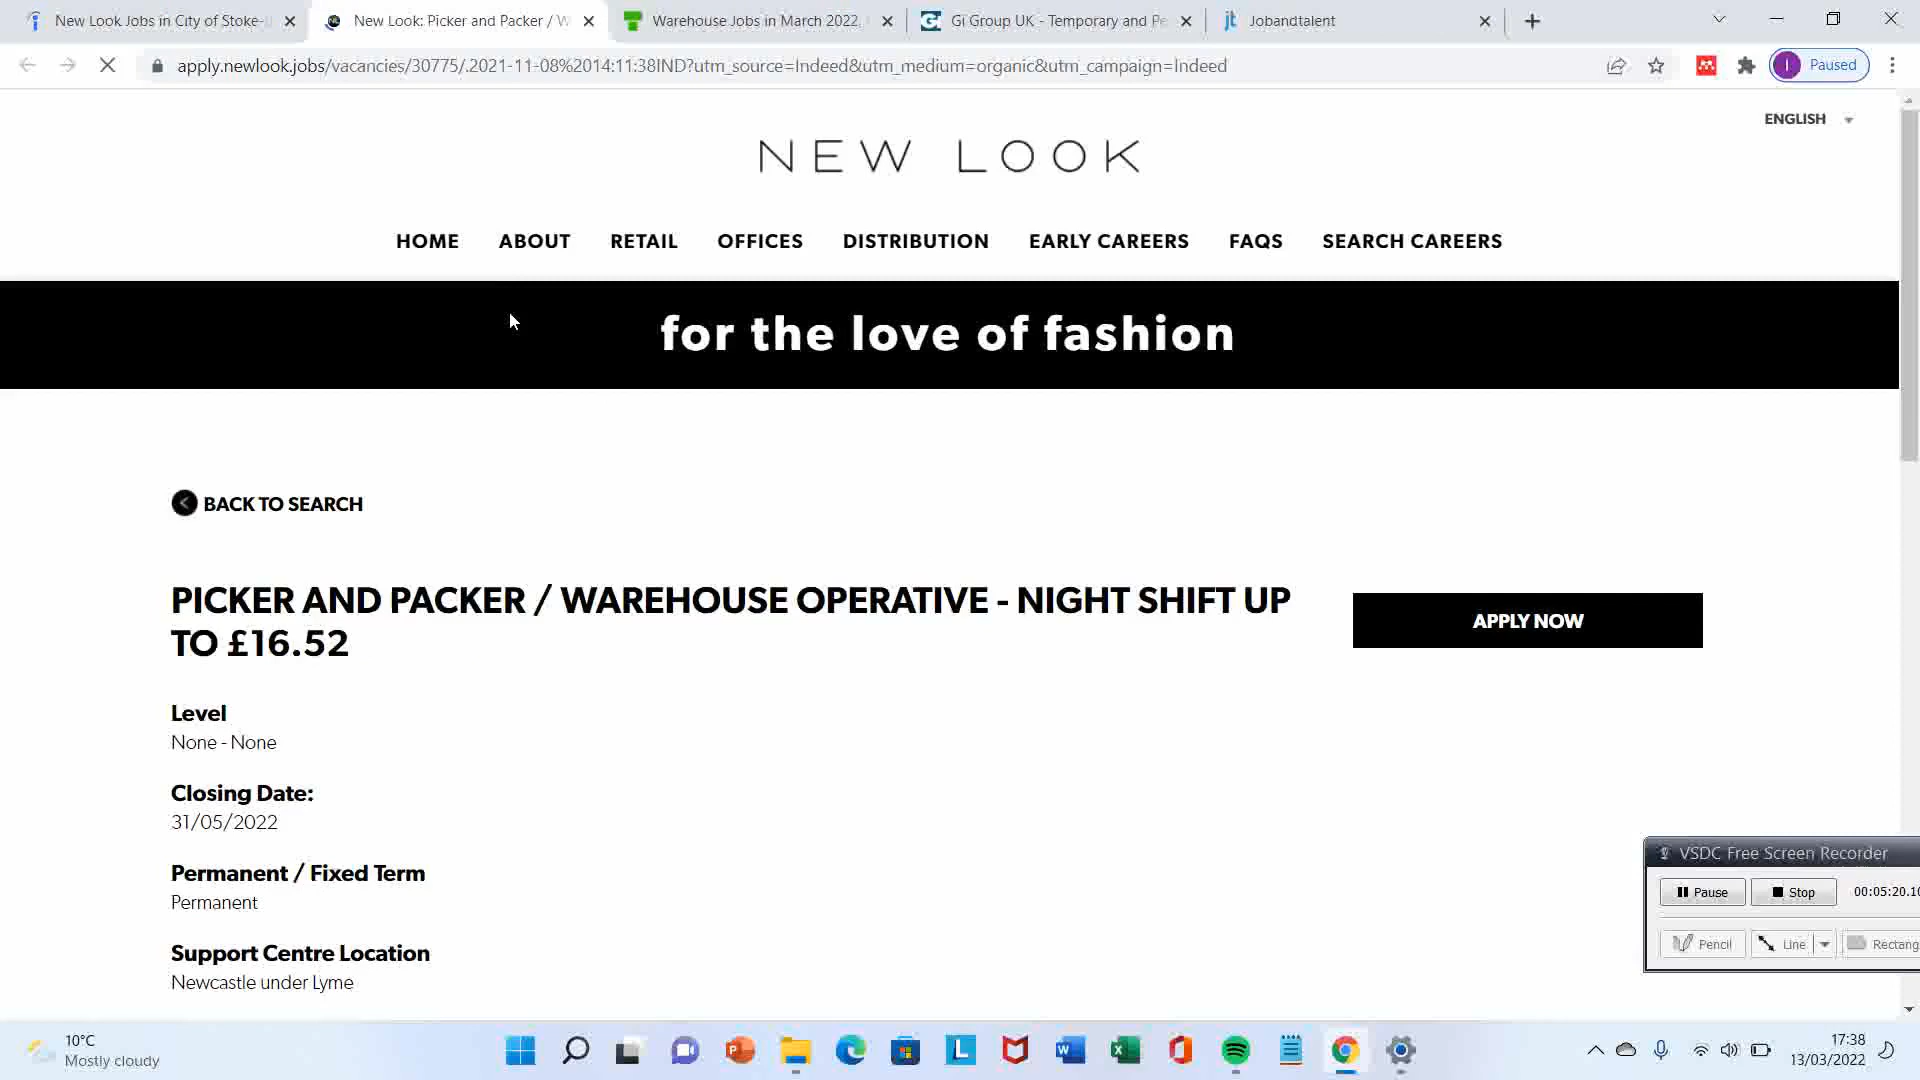 New Look Jobs in City of Stoke-
New Look: Picker and Packer / W
Warehouse Jobs in March 2022,
Gi Group UK - Temporary and Pe
Jobandtalent
apply.newlook.jobs/vacancies/30775/.2021-11-08%2014:11:38IND?utm_source=Indeed&utm_medium=organic&utm_campaign=Indeed
I
Paused
ENGLISH
NEW LOOK
HOME ABOUT RETAIL OFFICES DISTRIBUTION EARLY CAREERS FAQS SEARCH CAREERS
for the love of fashion
BACK TO SEARCH
PICKER AND PACKER / WAREHOUSE OPERATIVE - NIGHT SHIFT UP
TO £16.52
APPLY NOW
Level
None - None
Closing Date:
31/05/2022
Permanent / Fixed Term
Permanent
Support Centre Location
Newcastle under Lyme
VSDC Free Screen Recorder
Pause Stop 00:05:20.10
Pencil Line Rectang
10°C
Mostly cloudy
17:38
13/03/2022